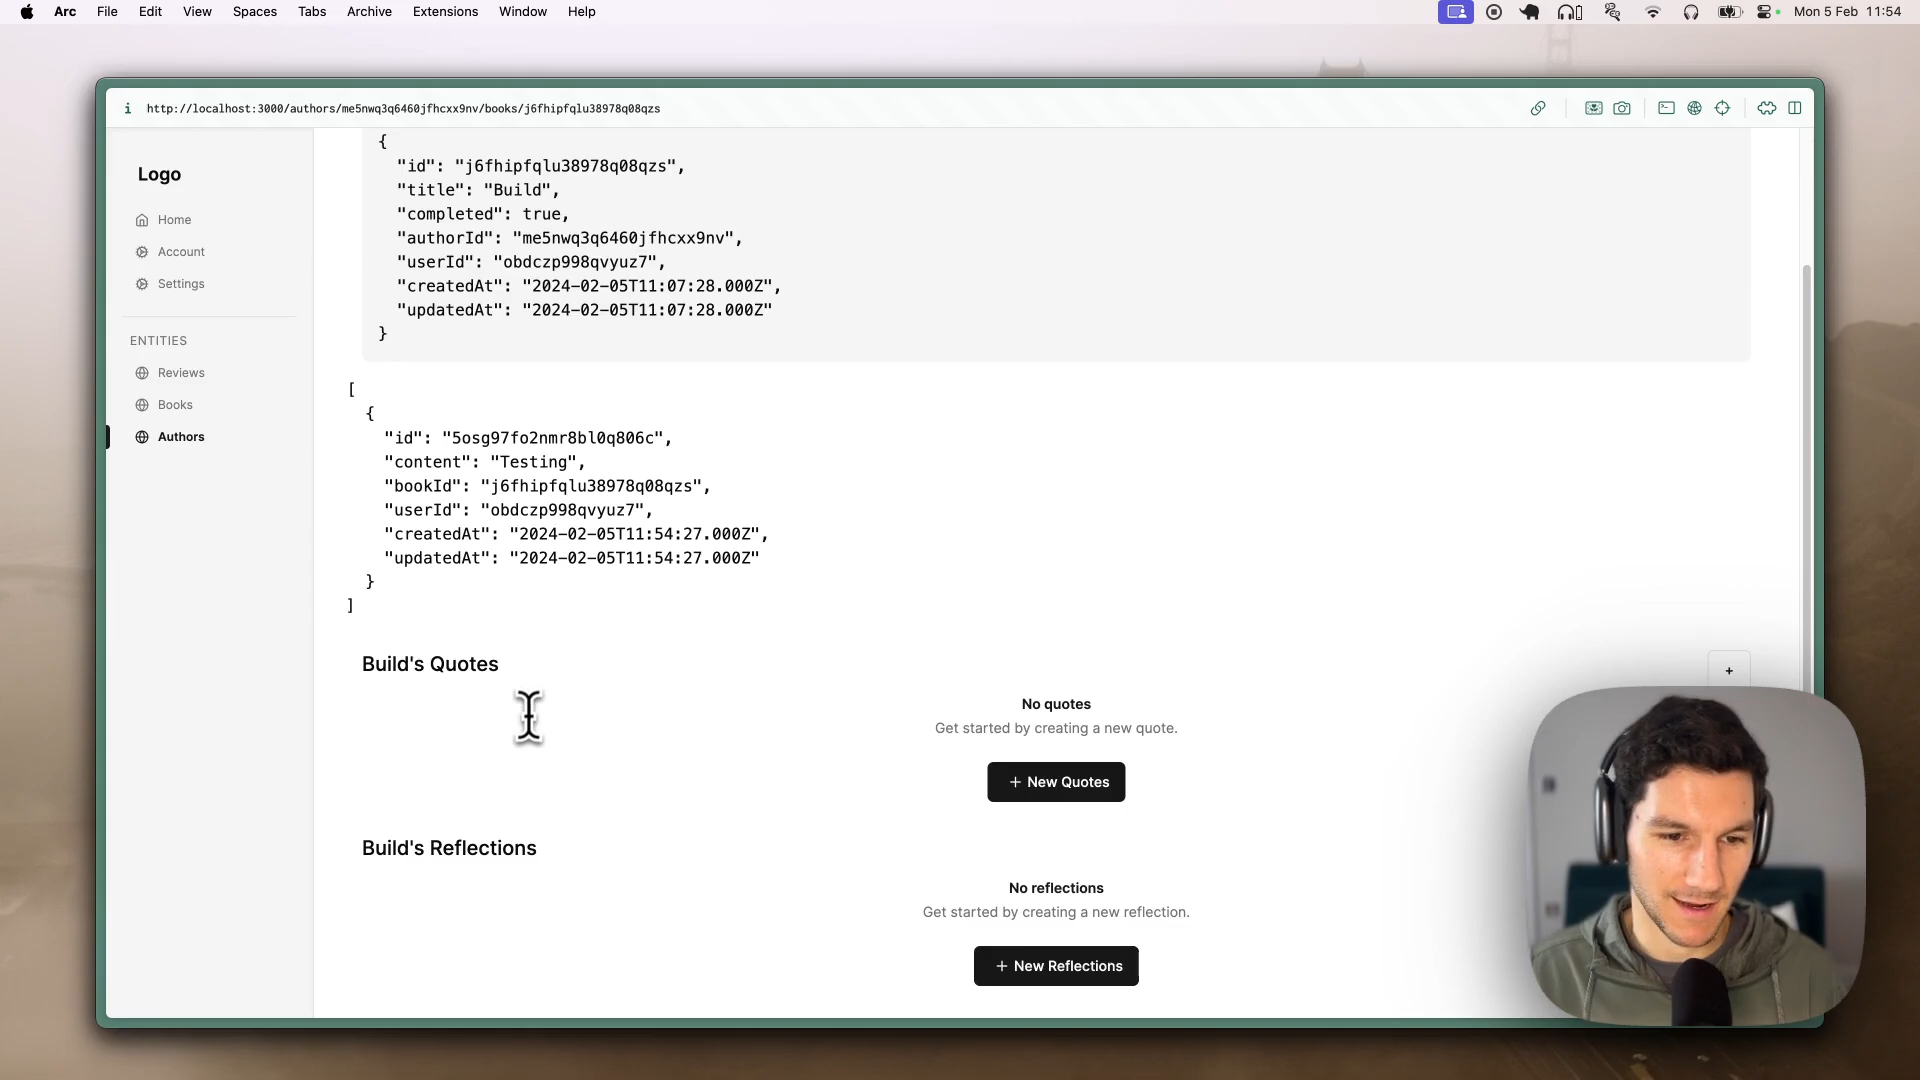 Arc File Edit View Spaces Tabs Archive Extensions Window Help Mon 5 Feb 11:54
http://localhost:3000/authors/me5nwq3q6460jfhcxx9nv/books/j6fhipfqlu38978q08qzs
Logo
Home
Account
Settings
ENTITIES
Reviews
Books
Authors
{
"id": "j6fhipfqlu38978q08qzs",
"title": "Build",
"completed": true,
"authorId": "me5nwq3q6460jfhcxx9nv",
"userId": "obdczp998qvyuz7",
"createdAt": "2024-02-05T11:07:28.000Z",
"updatedAt": "2024-02-05T11:07:28.000Z"
}
[
{
"id": "5osg97fo2nmr8bl0q806c",
"content": "Testing",
"bookId": "j6fhipfqlu38978q08qzs",
"userId": "obdczp998qvyuz7",
"createdAt": "2024-02-05T11:54:27.000Z",
"updatedAt": "2024-02-05T11:54:27.000Z"
}
]
Build's Quotes
+
No quotes
Get started by creating a new quote.
+ New Quotes
Build's Reflections
No reflections
Get started by creating a new reflection.
+ New Reflections